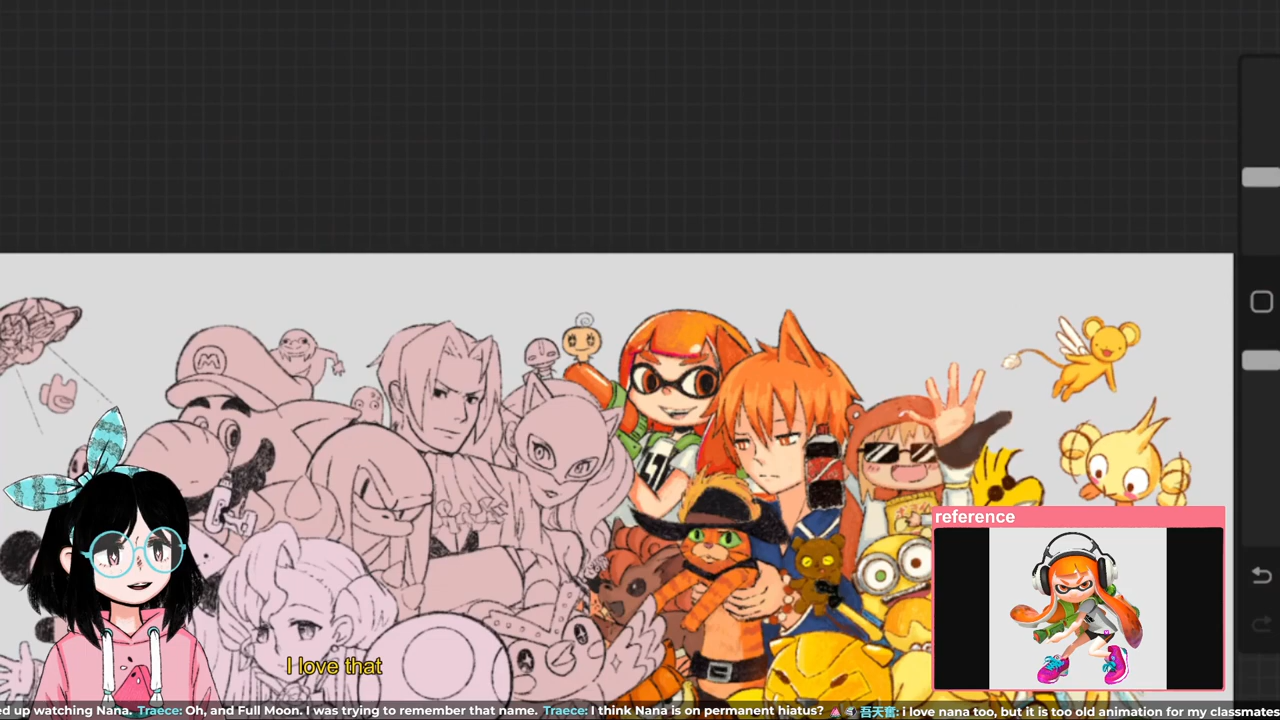 M
reference
I love that
ed up watching Nana. Traece: Oh, and Full Moon. I was trying to remember that name. Traece: I think Nana is on permanent hiatus? 吾天奮: i love nana too, but it is too old animation for my classmates